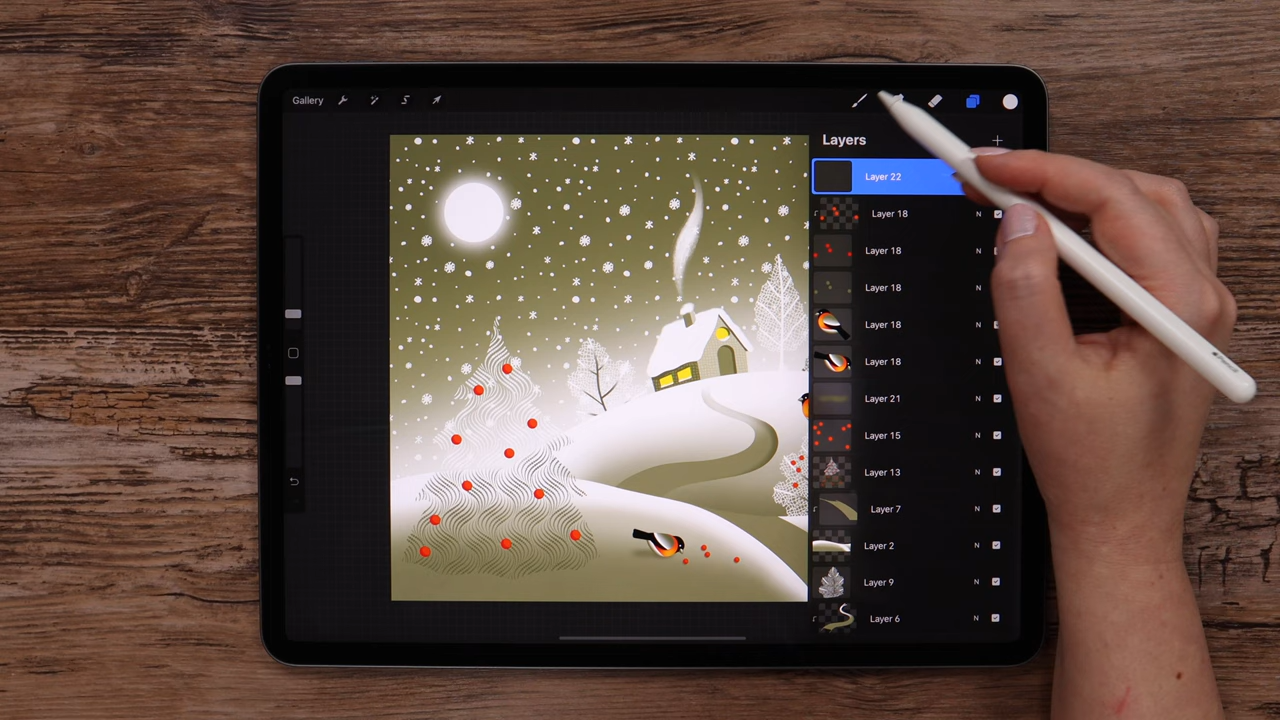 Gallery
Layers
Layer 22
Layer 18 N
Layer 18 N
Layer 18 N
Layer 18
Layer 18
Layer 21 N
Layer 15 N
Layer 13 N
Layer 7 N
Layer 2 N
Layer 9 N
Layer 6 N